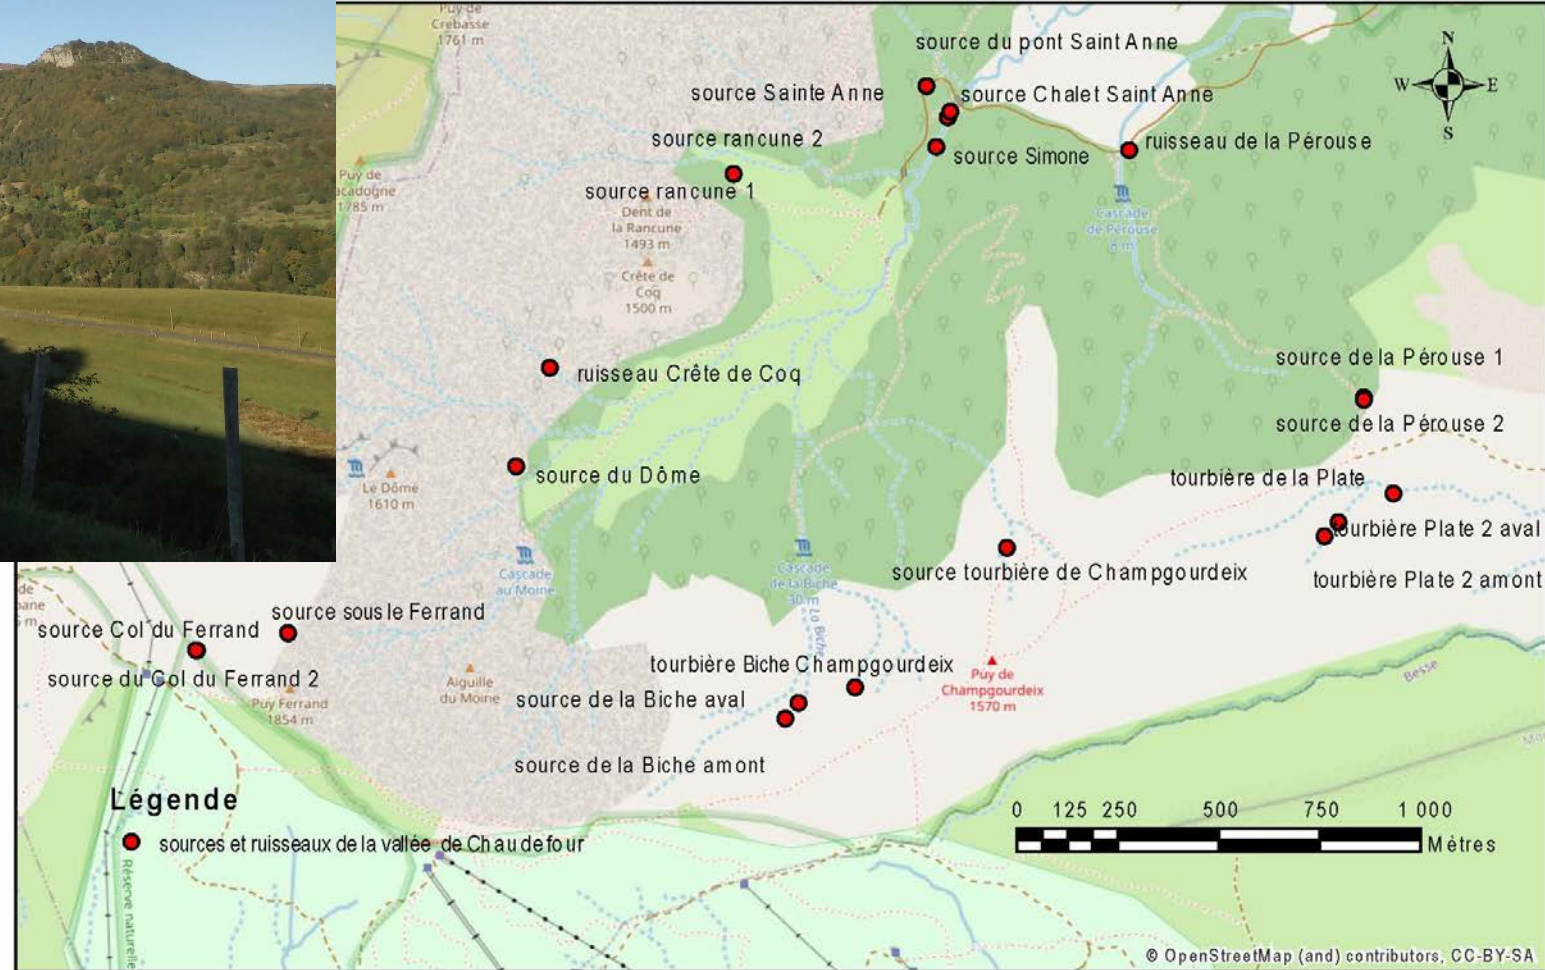 Puy de
Crebasse
1761 m
source du pont Saint Anne
N
W
E
S
source Sainte Anne
source Chalet Saint Anne
source rancune 2
source Simone
ruisseau de la Pérouse
Puy de
1785 m
source rancune 1
Dent de
la Rancune
1493 m
Cascade
de Pérouse
8 m
Crête de
Coq
1500 m
source de la Pérouse 1
ruisseau Crête de Coq
source de la Pérouse 2
source du Dôme
Le Dôme
1610 m
tourbière de la Plate
tourbière Plate 2 aval
Cascade
au Moine
Cascade
de la Biche
30 m
source tourbière de Champgourdeix
tourbière Plate 2 amont
La Biche
source sous le Ferrand
source Col du Ferrand
source du Col du Ferrand 2
Puy Ferrand
1854 m
Aiguille
du Moine
tourbière Biche Champgourdeix
Puy de
Champgourdeix
1570 m
Besse
source de la Biche aval
source de la Biche amont
Légende
sources et ruisseaux de la vallée de Chaudefour
Réserve naturelle
0 125 250 500 750 1 000
Mètres
© OpenStreetMap (and) contributors, CC-BY-SA